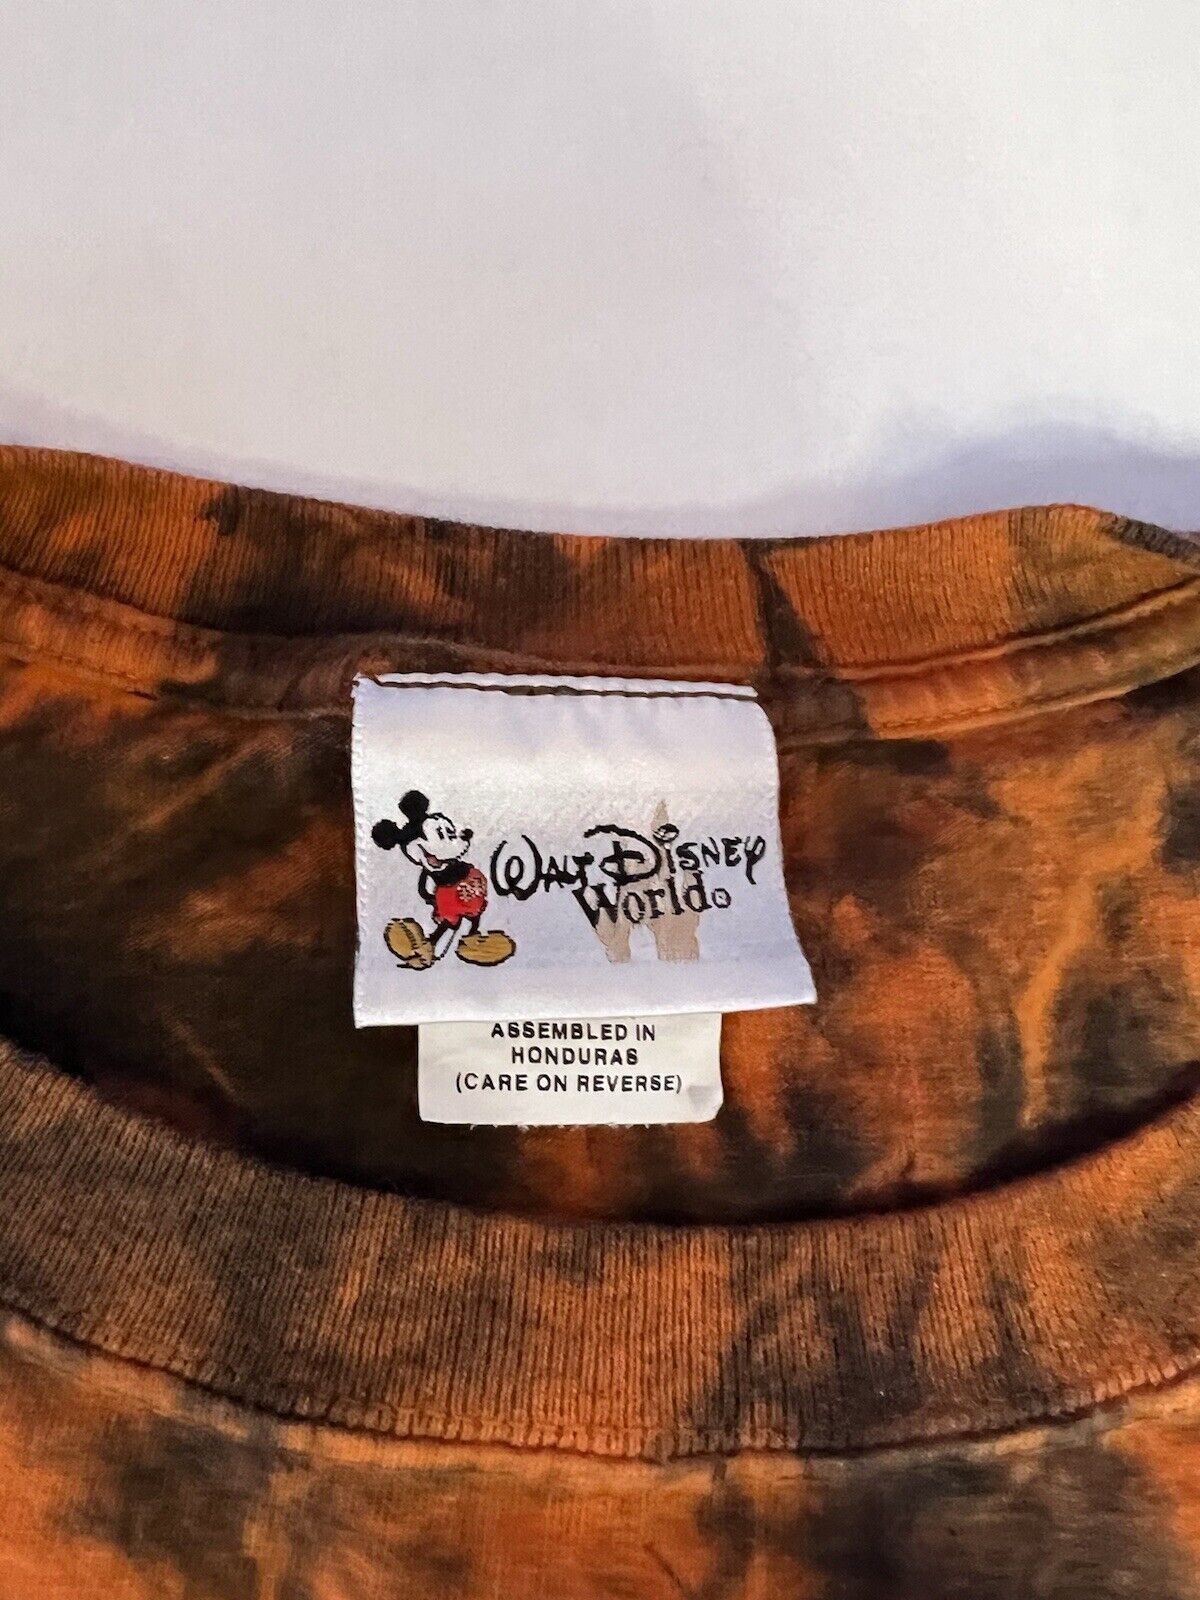 WALT DISNEY
World®
ASSEMBLED IN
HONDURAS
(CARE ON REVERSE)